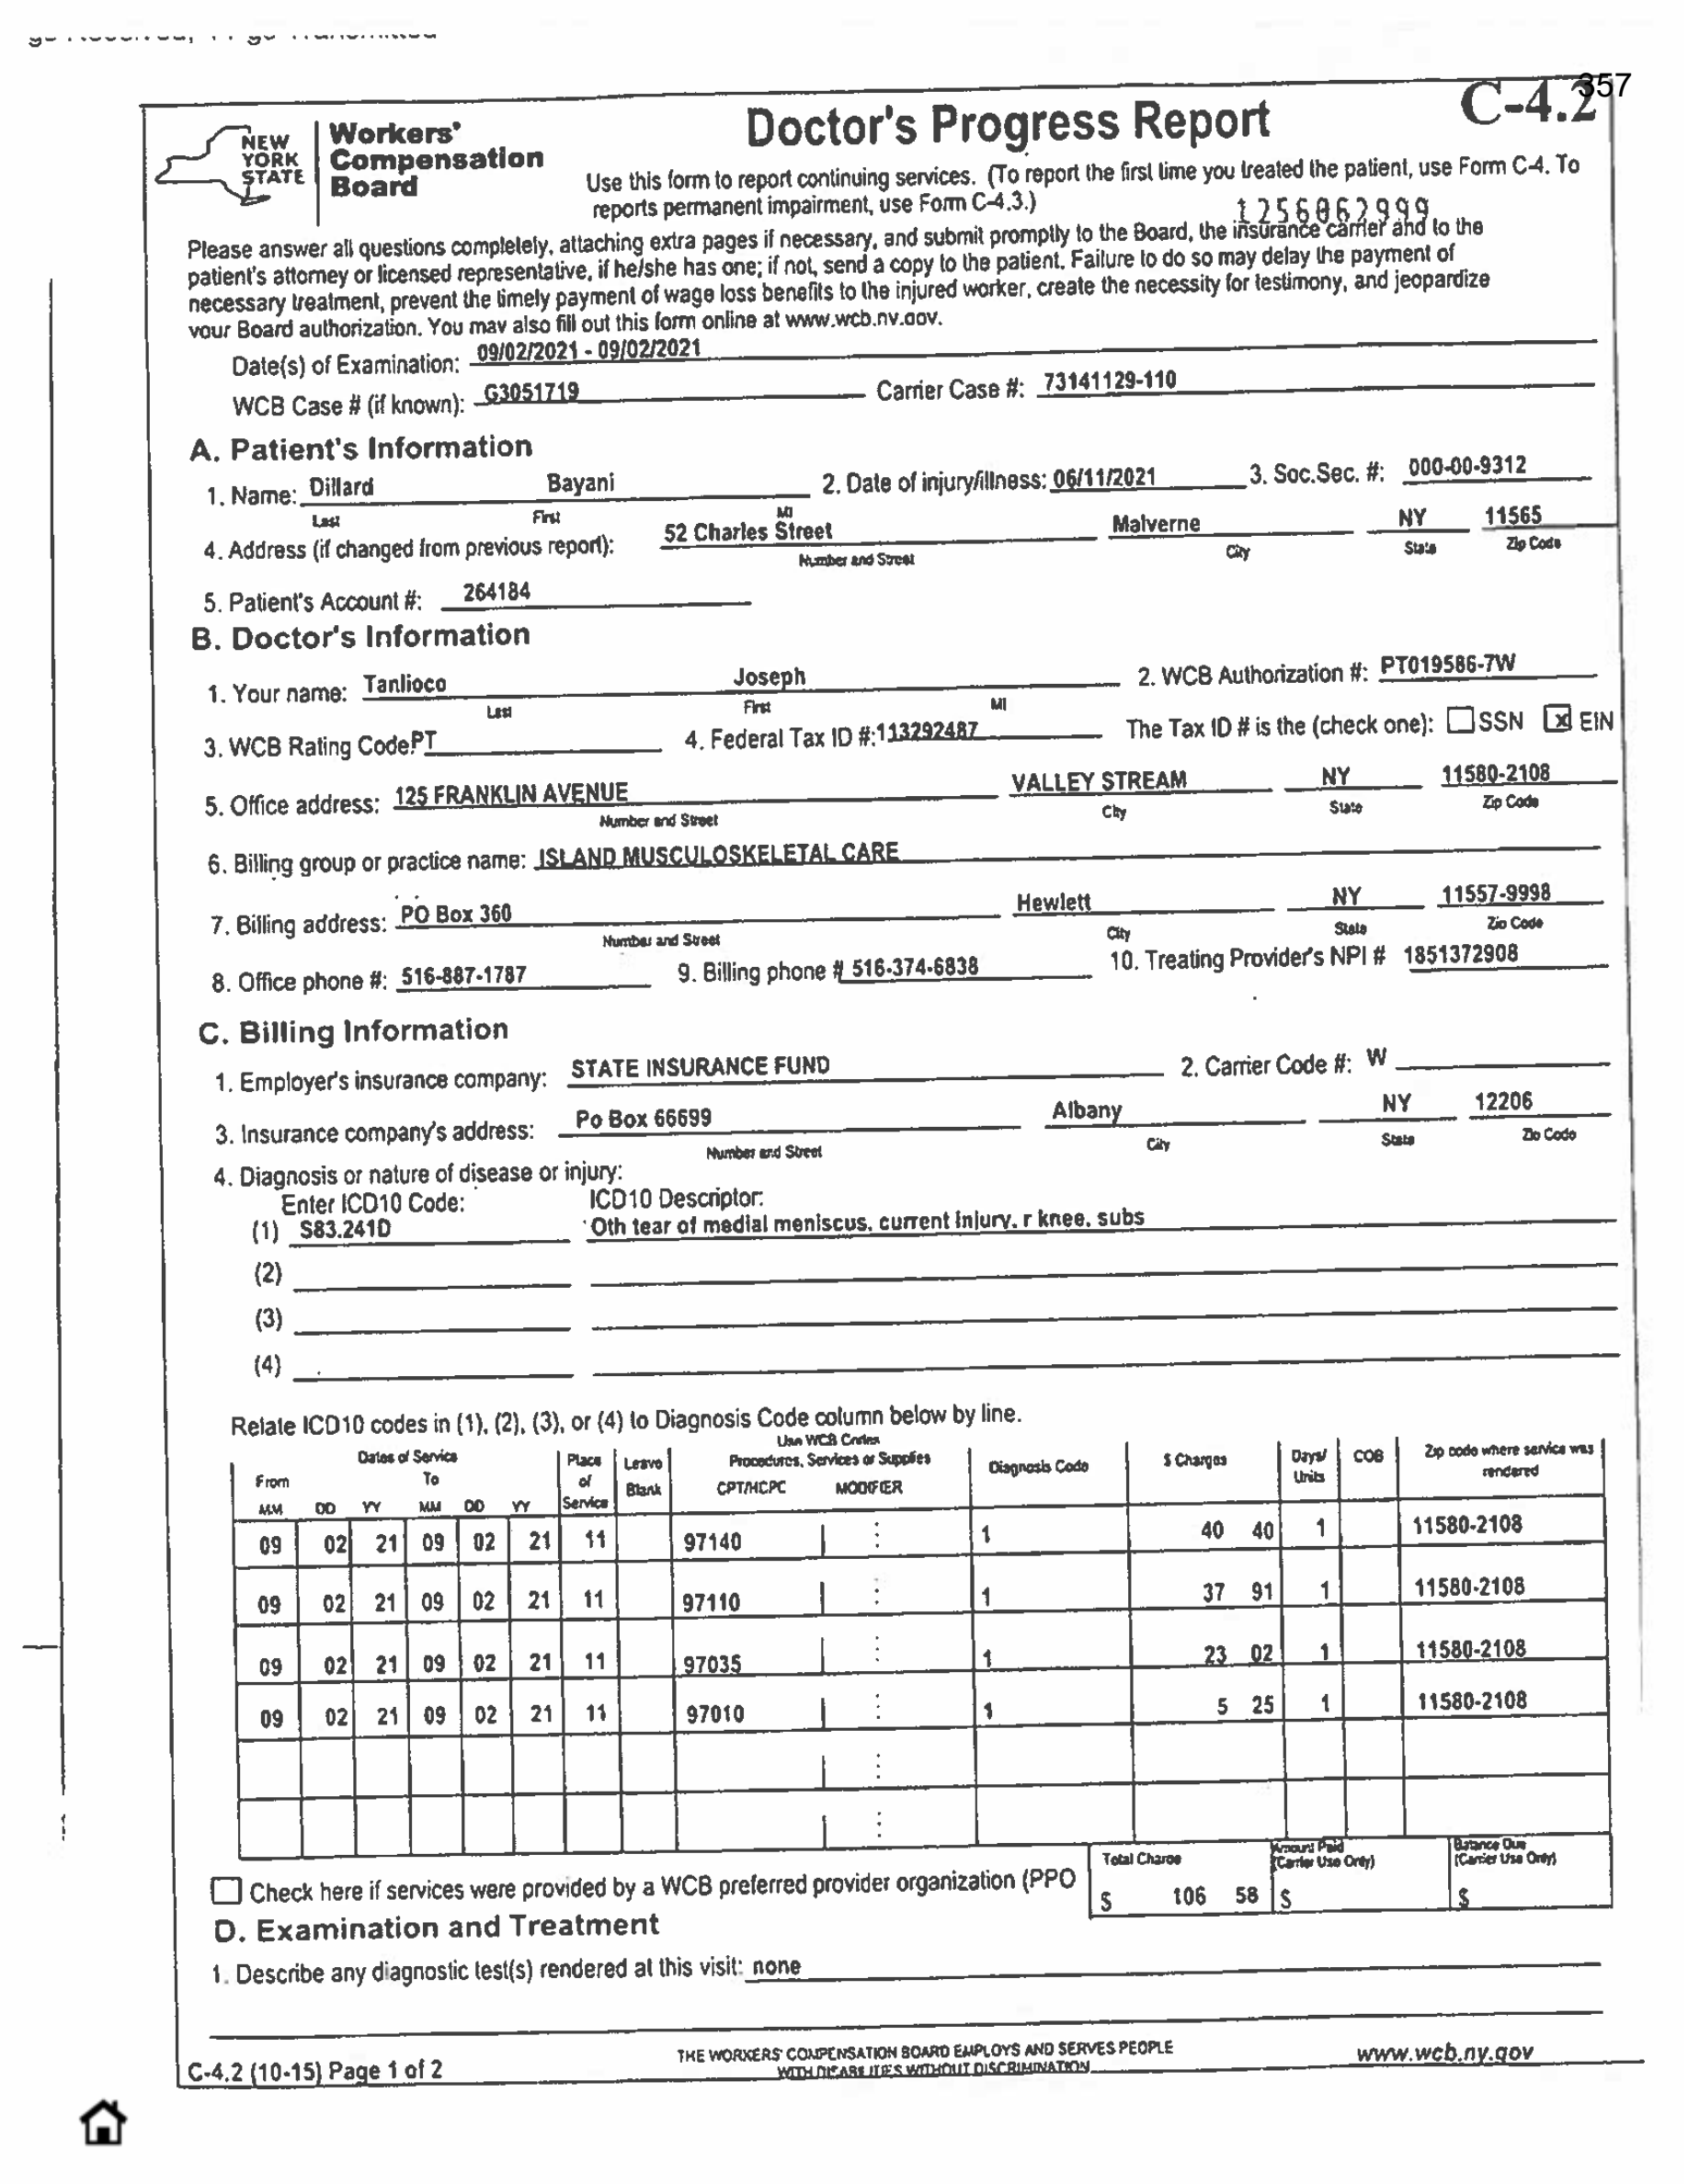 C-4.2
357
NEW YORK STATE
Workers' Compensation Board
Doctor's Progress Report
Use this form to report continuing services. (To report the first time you treated the patient, use Form C-4. To
reports permanent impairment, use Form C-4.3.)
1256862999
Please answer all questions completely, attaching extra pages if necessary, and submit promptly to the Board, the insurance carrier and to the
patient's attorney or licensed representative, if he/she has one; if not, send a copy to the patient. Failure to do so may delay the payment of
necessary treatment, prevent the timely payment of wage loss benefits to the injured worker, create the necessity for testimony, and jeopardize
your Board authorization. You may also fill out this form online at www.wcb.ny.gov.
Date(s) of Examination: 09/02/2021 - 09/02/2021
WCB Case # (if known): G3051719 Carrier Case #: 73141129-110
A. Patient's Information
1. Name: Dillard Bayani 2. Date of injury/illness: 06/11/2021 3. Soc.Sec. #: 000-00-9312
Last First MI
4. Address (if changed from previous report): 52 Charles Street Malverne NY 11565
Number and Street City State Zip Code
5. Patient's Account #: 264184
B. Doctor's Information
1. Your name: Tanlioco Joseph 2. WCB Authorization #: PT019586-7W
Last First MI
3. WCB Rating Code: PT 4. Federal Tax ID #: 113292487 The Tax ID # is the (check one): SSN x EIN
5. Office address: 125 FRANKLIN AVENUE VALLEY STREAM NY 11580-2108
Number and Street City State Zip Code
6. Billing group or practice name: ISLAND MUSCULOSKELETAL CARE
7. Billing address: PO Box 360 Hewlett NY 11557-9998
Number and Street City State Zip Code
8. Office phone #: 516-887-1787 9. Billing phone # 516-374-6838 10. Treating Provider's NPI # 1851372908
C. Billing Information
1. Employer's insurance company: STATE INSURANCE FUND 2. Carrier Code #: W
3. Insurance company's address: Po Box 66699 Albany NY 12206
Number and Street City State Zip Code
4. Diagnosis or nature of disease or injury:
Enter ICD10 Code: ICD10 Descriptor:
(1) S83.241D Oth tear of medial meniscus, current injury, r knee, subs
(2)
(3)
(4)
Relate ICD10 codes in (1), (2), (3), or (4) to Diagnosis Code column below by line.
Dates of Service Place of Service Leave Blank Use WCB Codes Procedures, Services or Supplies Diagnosis Code $ Charges Days/ Units COB Zip code where service was rendered
From To CPT/HCPC MODIFIER
MM DD YY MM DD YY
09 02 21 09 02 21 11 97140 1 40 40 1 11580-2108
09 02 21 09 02 21 11 97110 1 37 91 1 11580-2108
09 02 21 09 02 21 11 97035 1 23 02 1 11580-2108
09 02 21 09 02 21 11 97010 1 5 25 1 11580-2108
Total Charge Amount Paid (Carrier Use Only) Balance Due (Carrier Use Only)
Check here if services were provided by a WCB preferred provider organization (PPO $ 106 58 $ $
D. Examination and Treatment
1. Describe any diagnostic test(s) rendered at this visit: none
THE WORKERS' COMPENSATION BOARD EMPLOYS AND SERVES PEOPLE
WITH DISABILITIES WITHOUT DISCRIMINATION
C-4.2 (10-15) Page 1 of 2 www.wcb.ny.gov